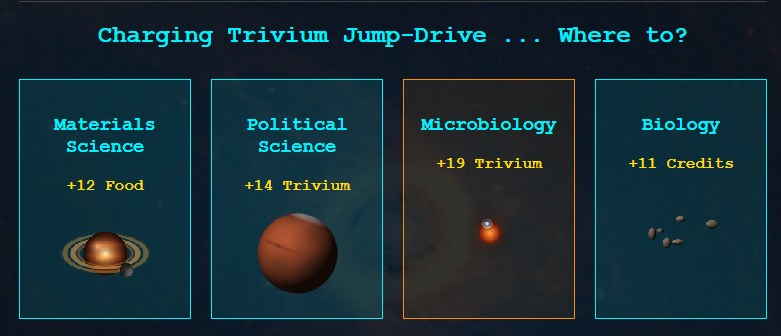 Charging Trivium Jump-Drive ... Where to?
Materials
Science
+12 Food
Political
Science
+14 Trivium
Microbiology
+19 Trivium
Biology
+11 Credits